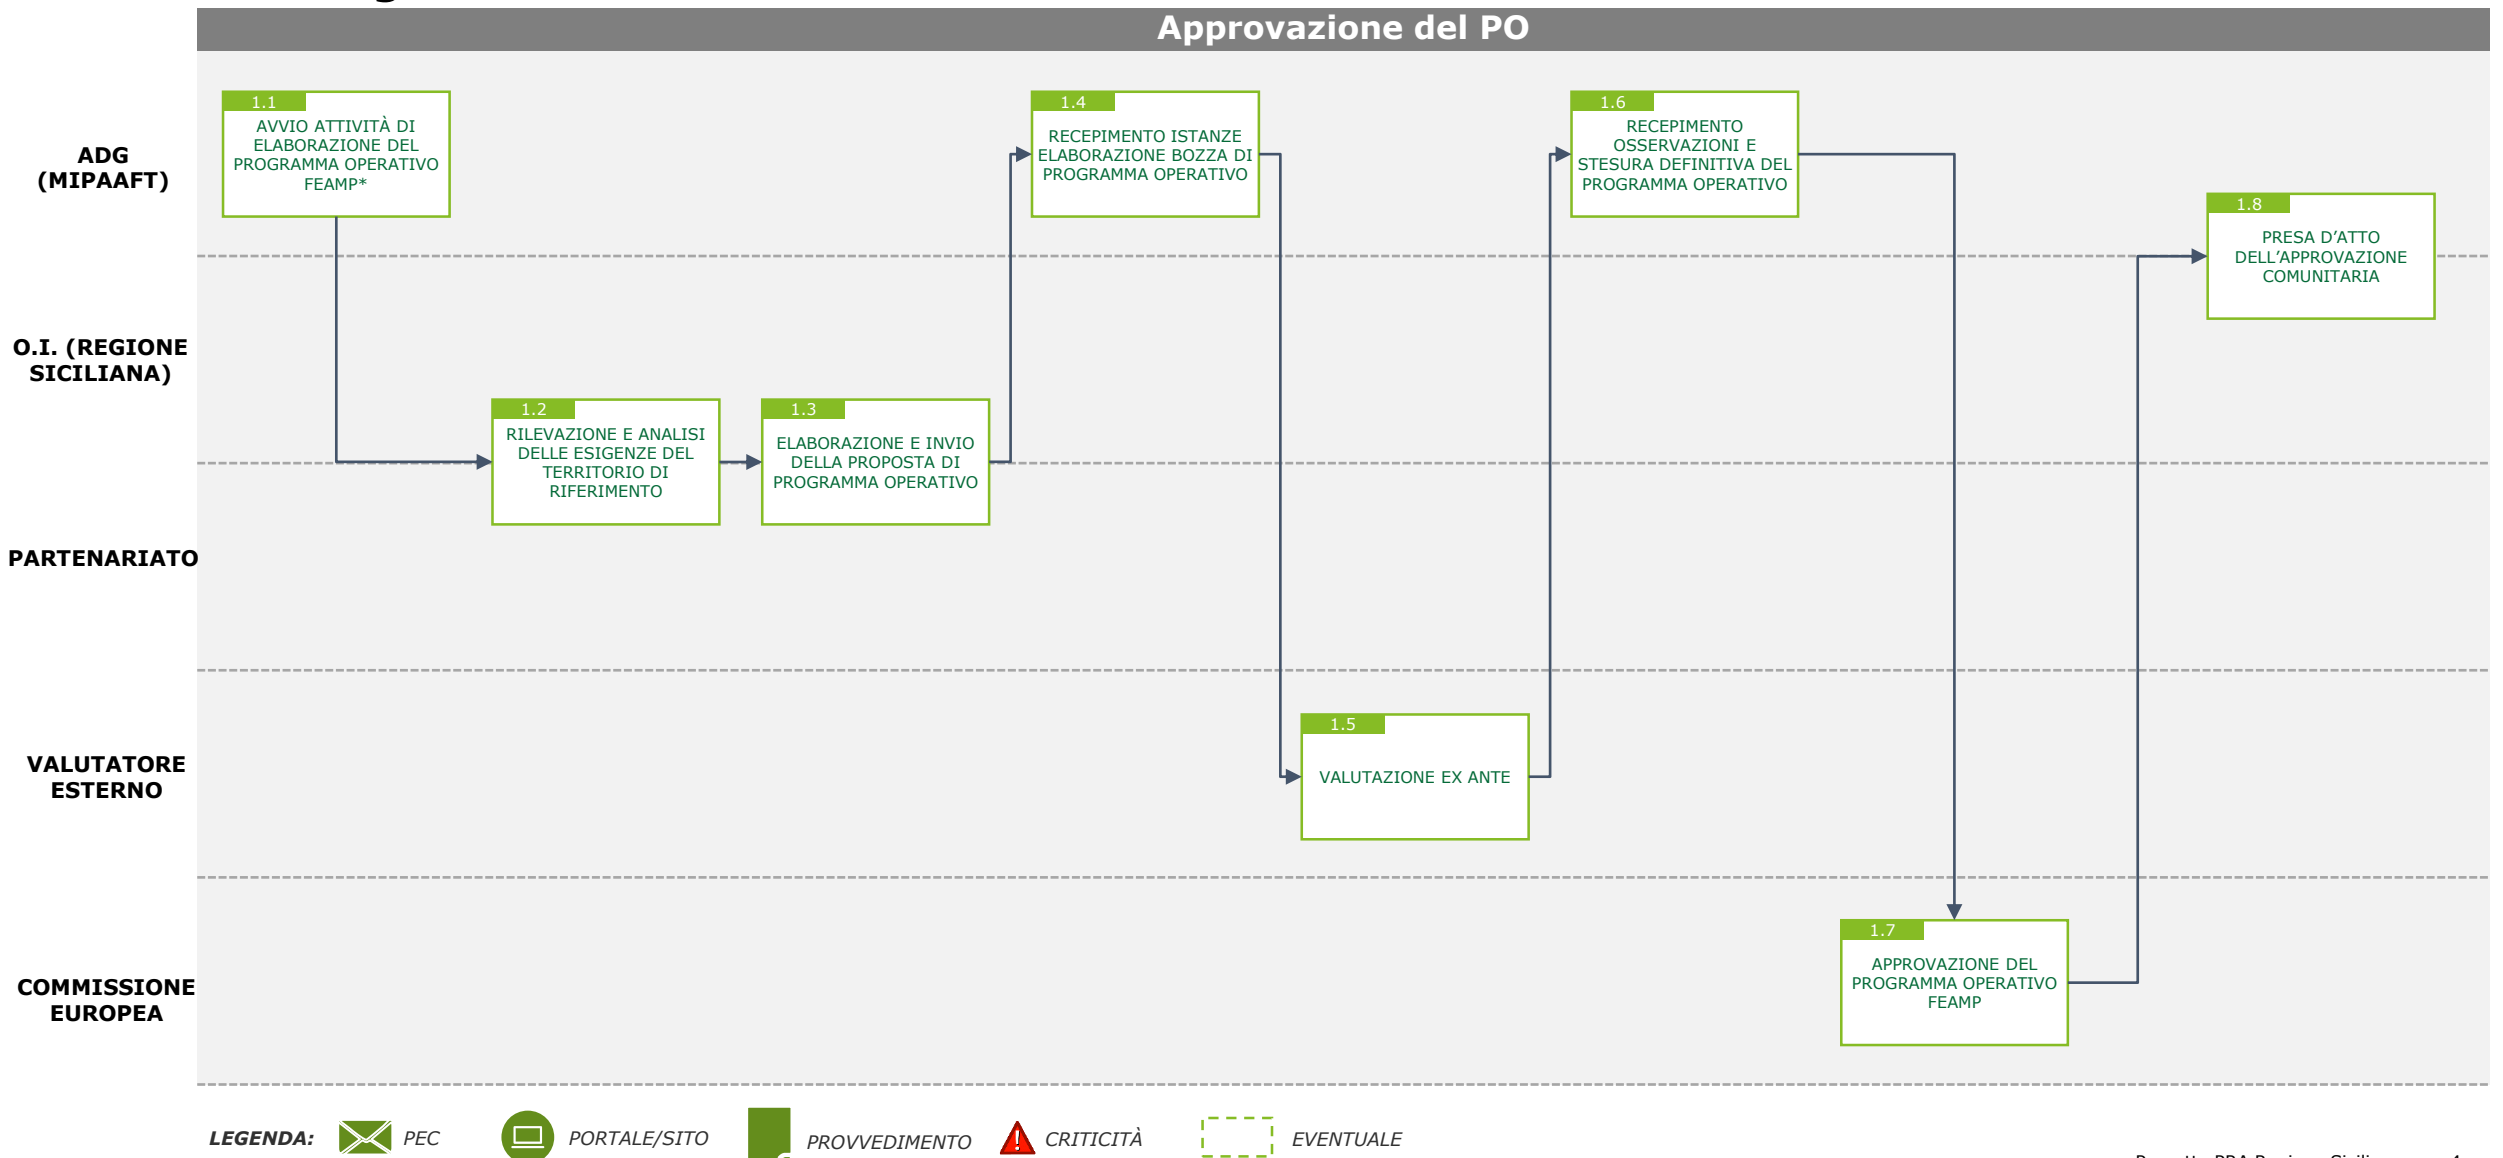 Approvazione del PO
ADG
(MIPAAFT)
1.1
AVVIO ATTIVITÀ DI
ELABORAZIONE DEL
PROGRAMMA OPERATIVO
FEAMP*
1.4
RECEPIMENTO ISTANZE
ELABORAZIONE BOZZA DI
PROGRAMMA OPERATIVO
1.6
RECEPIMENTO
OSSERVAZIONI E
STESURA DEFINITIVA DEL
PROGRAMMA OPERATIVO
1.8
PRESA D’ATTO
DELL’APPROVAZIONE
COMUNITARIA
O.I. (REGIONE
SICILIANA)
1.2
RILEVAZIONE E ANALISI
DELLE ESIGENZE DEL
TERRITORIO DI
RIFERIMENTO
1.3
ELABORAZIONE E INVIO
DELLA PROPOSTA DI
PROGRAMMA OPERATIVO
PARTENARIATO
VALUTATORE
ESTERNO
1.5
VALUTAZIONE EX ANTE
COMMISSIONE
EUROPEA
1.7
APPROVAZIONE DEL
PROGRAMMA OPERATIVO
FEAMP
LEGENDA:
PEC
PORTALE/SITO
PROVVEDIMENTO
CRITICITÀ
EVENTUALE